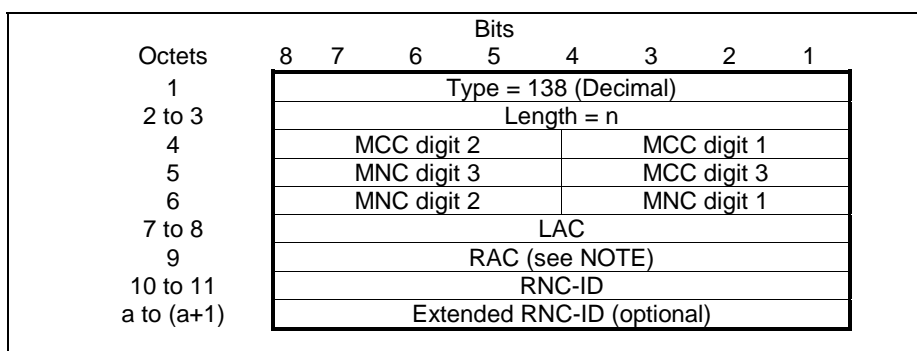 Bits
Octets 8 7 6 5 4 3 2 1
1 Type = 138 (Decimal)
2 to 3 Length = n
4 MCC digit 2 MCC digit 1
5 MNC digit 3 MCC digit 3
6 MNC digit 2 MNC digit 1
7 to 8 LAC
9 RAC (see NOTE)
10 to 11 RNC-ID
a to (a+1) Extended RNC-ID (optional)